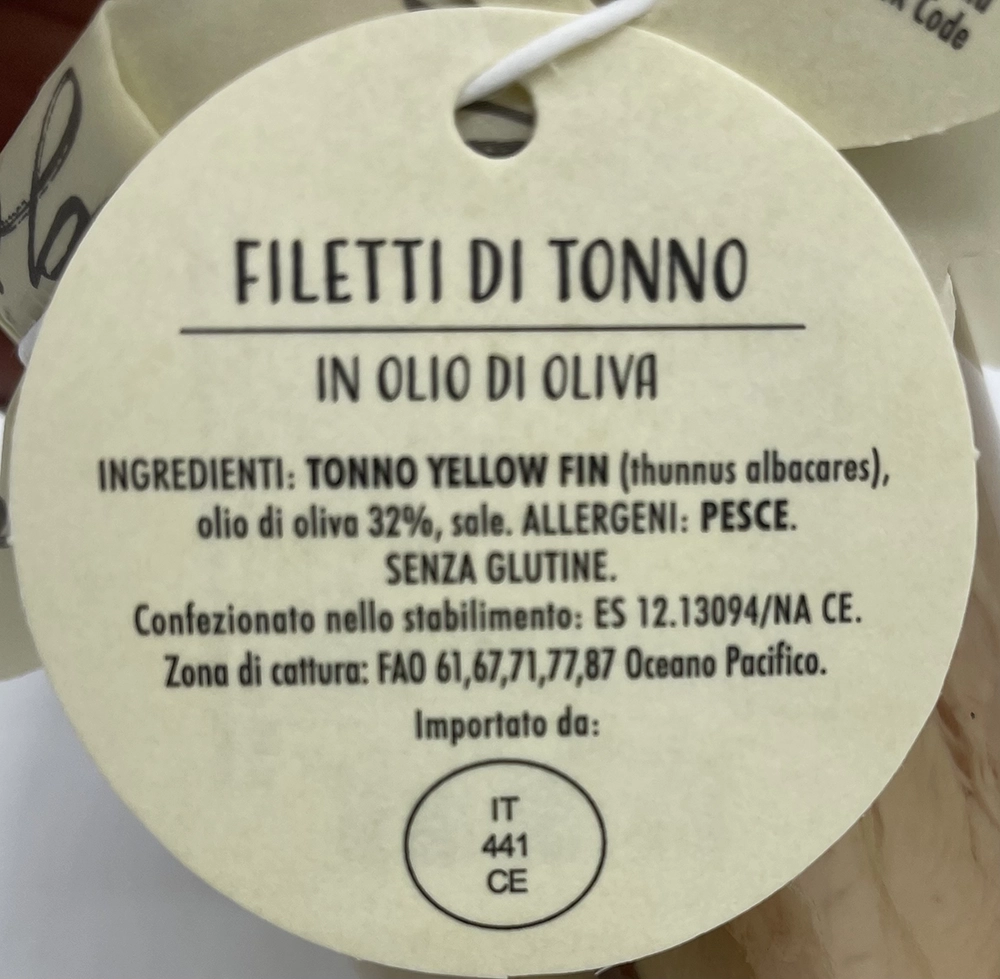 Code
FILETTI DI TONNO
IN OLIO DI OLIVA
INGREDIENTI: TONNO YELLOW FIN (thunnus albacares),
olio di oliva 32%, sale. ALLERGENI: PESCE.
SENZA GLUTINE.
Confezionato nello stabilimento: ES 12.13094/NA CE.
Zona di cattura: FAO 61,67,71,77,87 Oceano Pacifico.
Importato da:
IT
441
CE